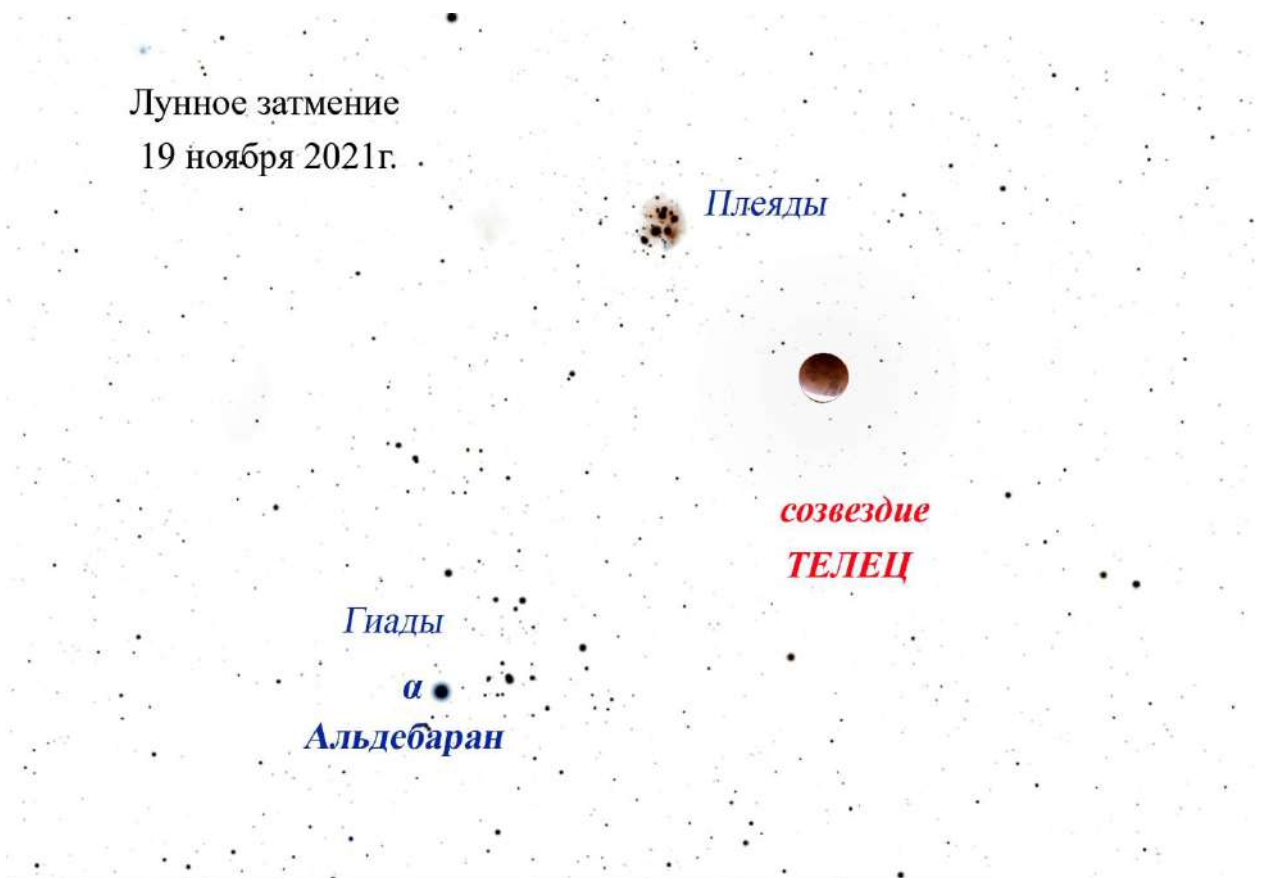 Лунное затмение
19 ноября 2021г.
Плеяды
созвездие
ТЕЛЕЦ
Гиады
α
Альдебаран